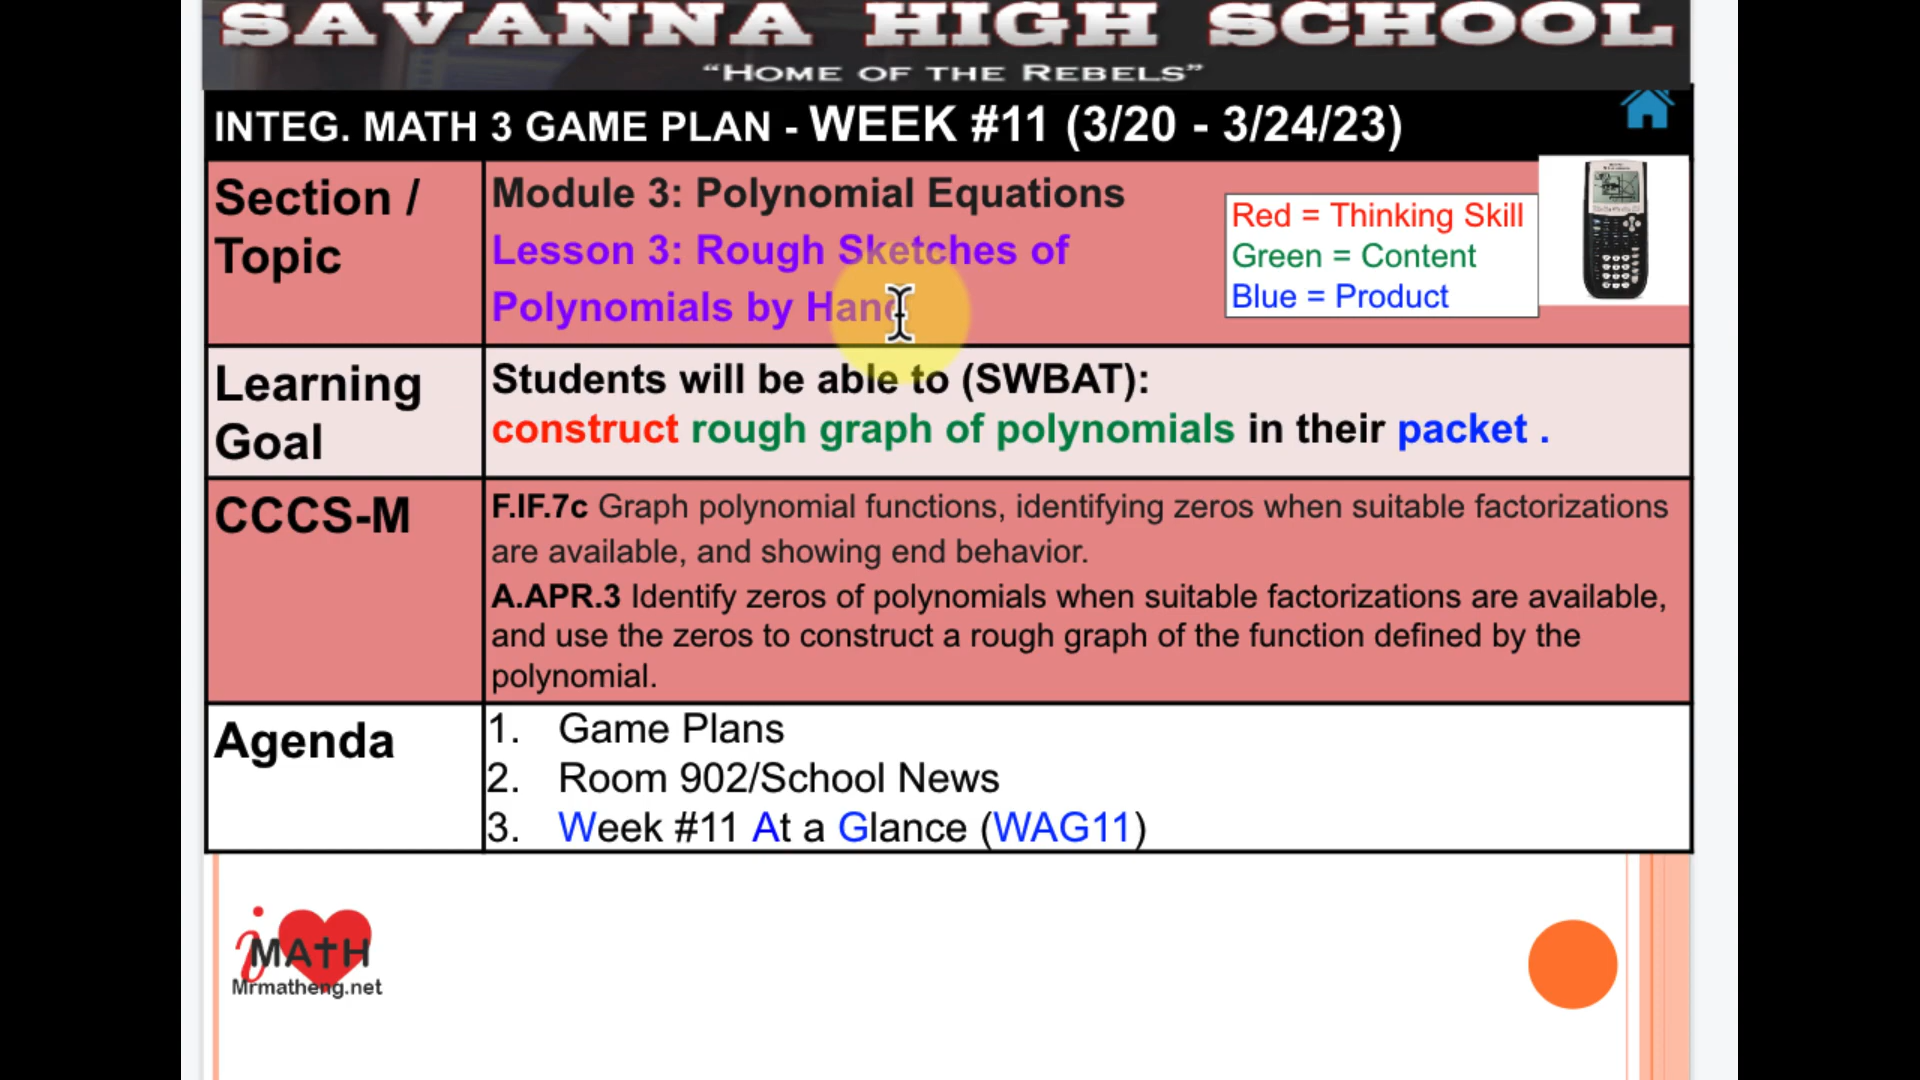 SAVANNA HIGH SCHOOL
"HOME OF THE REBELS"
INTEG. MATH 3 GAME PLAN - WEEK #11 (3/20 - 3/24/23)
Section /
Topic
Module 3: Polynomial Equations
Lesson 3: Rough Sketches of
Polynomials by Hand
Red = Thinking Skill
Green = Content
Blue = Product
Learning
Goal
Students will be able to (SWBAT):
construct rough graph of polynomials in their packet .
CCCS-M
F.IF.7c Graph polynomial functions, identifying zeros when suitable factorizations
are available, and showing end behavior.
A.APR.3 Identify zeros of polynomials when suitable factorizations are available,
and use the zeros to construct a rough graph of the function defined by the
polynomial.
Agenda
1. Game Plans
2. Room 902/School News
3. Week #11 At a Glance (WAG11)
i MATH
Mrmatheng.net